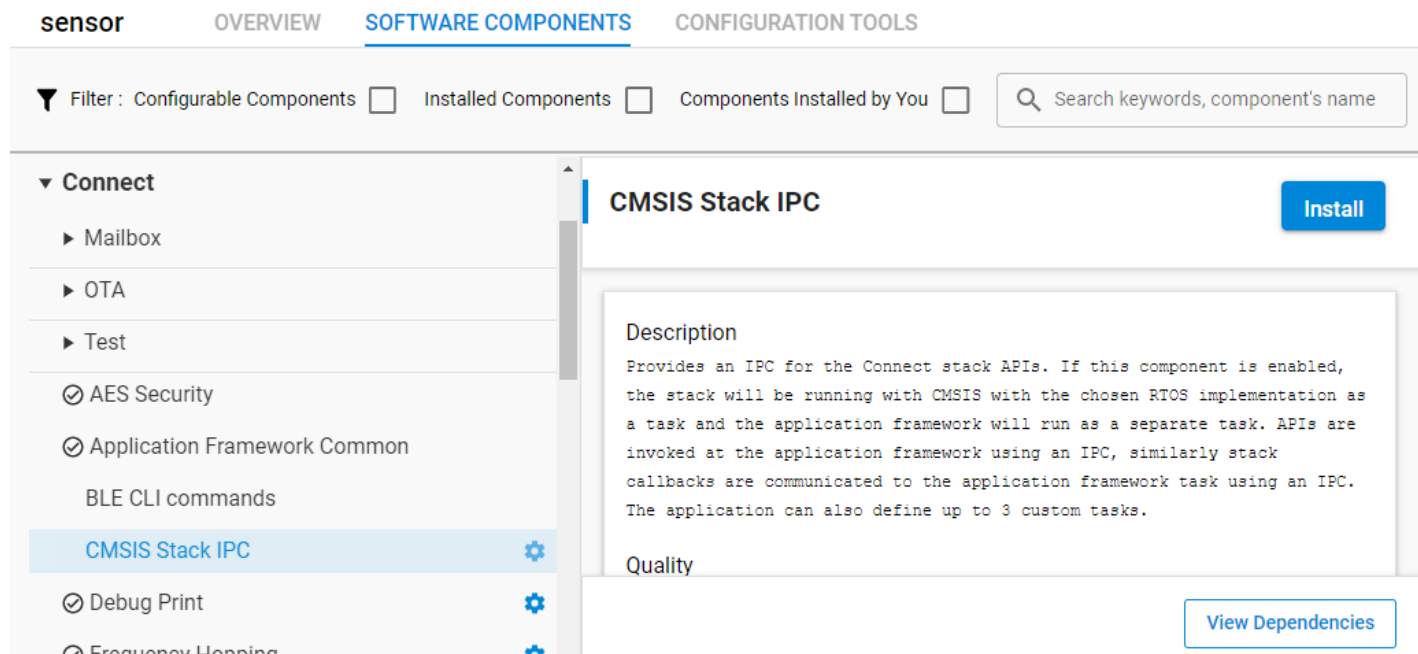 sensor OVERVIEW SOFTWARE COMPONENTS CONFIGURATION TOOLS
Filter : Configurable Components Installed Components Components Installed by You Search keywords, component's name
Connect
Mailbox
OTA
Test
AES Security
Application Framework Common
BLE CLI commands
CMSIS Stack IPC
Debug Print
Frequency Hopping
CMSIS Stack IPC
Install
Description
Provides an IPC for the Connect stack APIs. If this component is enabled,
the stack will be running with CMSIS with the chosen RTOS implementation as
a task and the application framework will run as a separate task. APIs are
invoked at the application framework using an IPC, similarly stack
callbacks are communicated to the application framework task using an IPC.
The application can also define up to 3 custom tasks.
Quality
View Dependencies